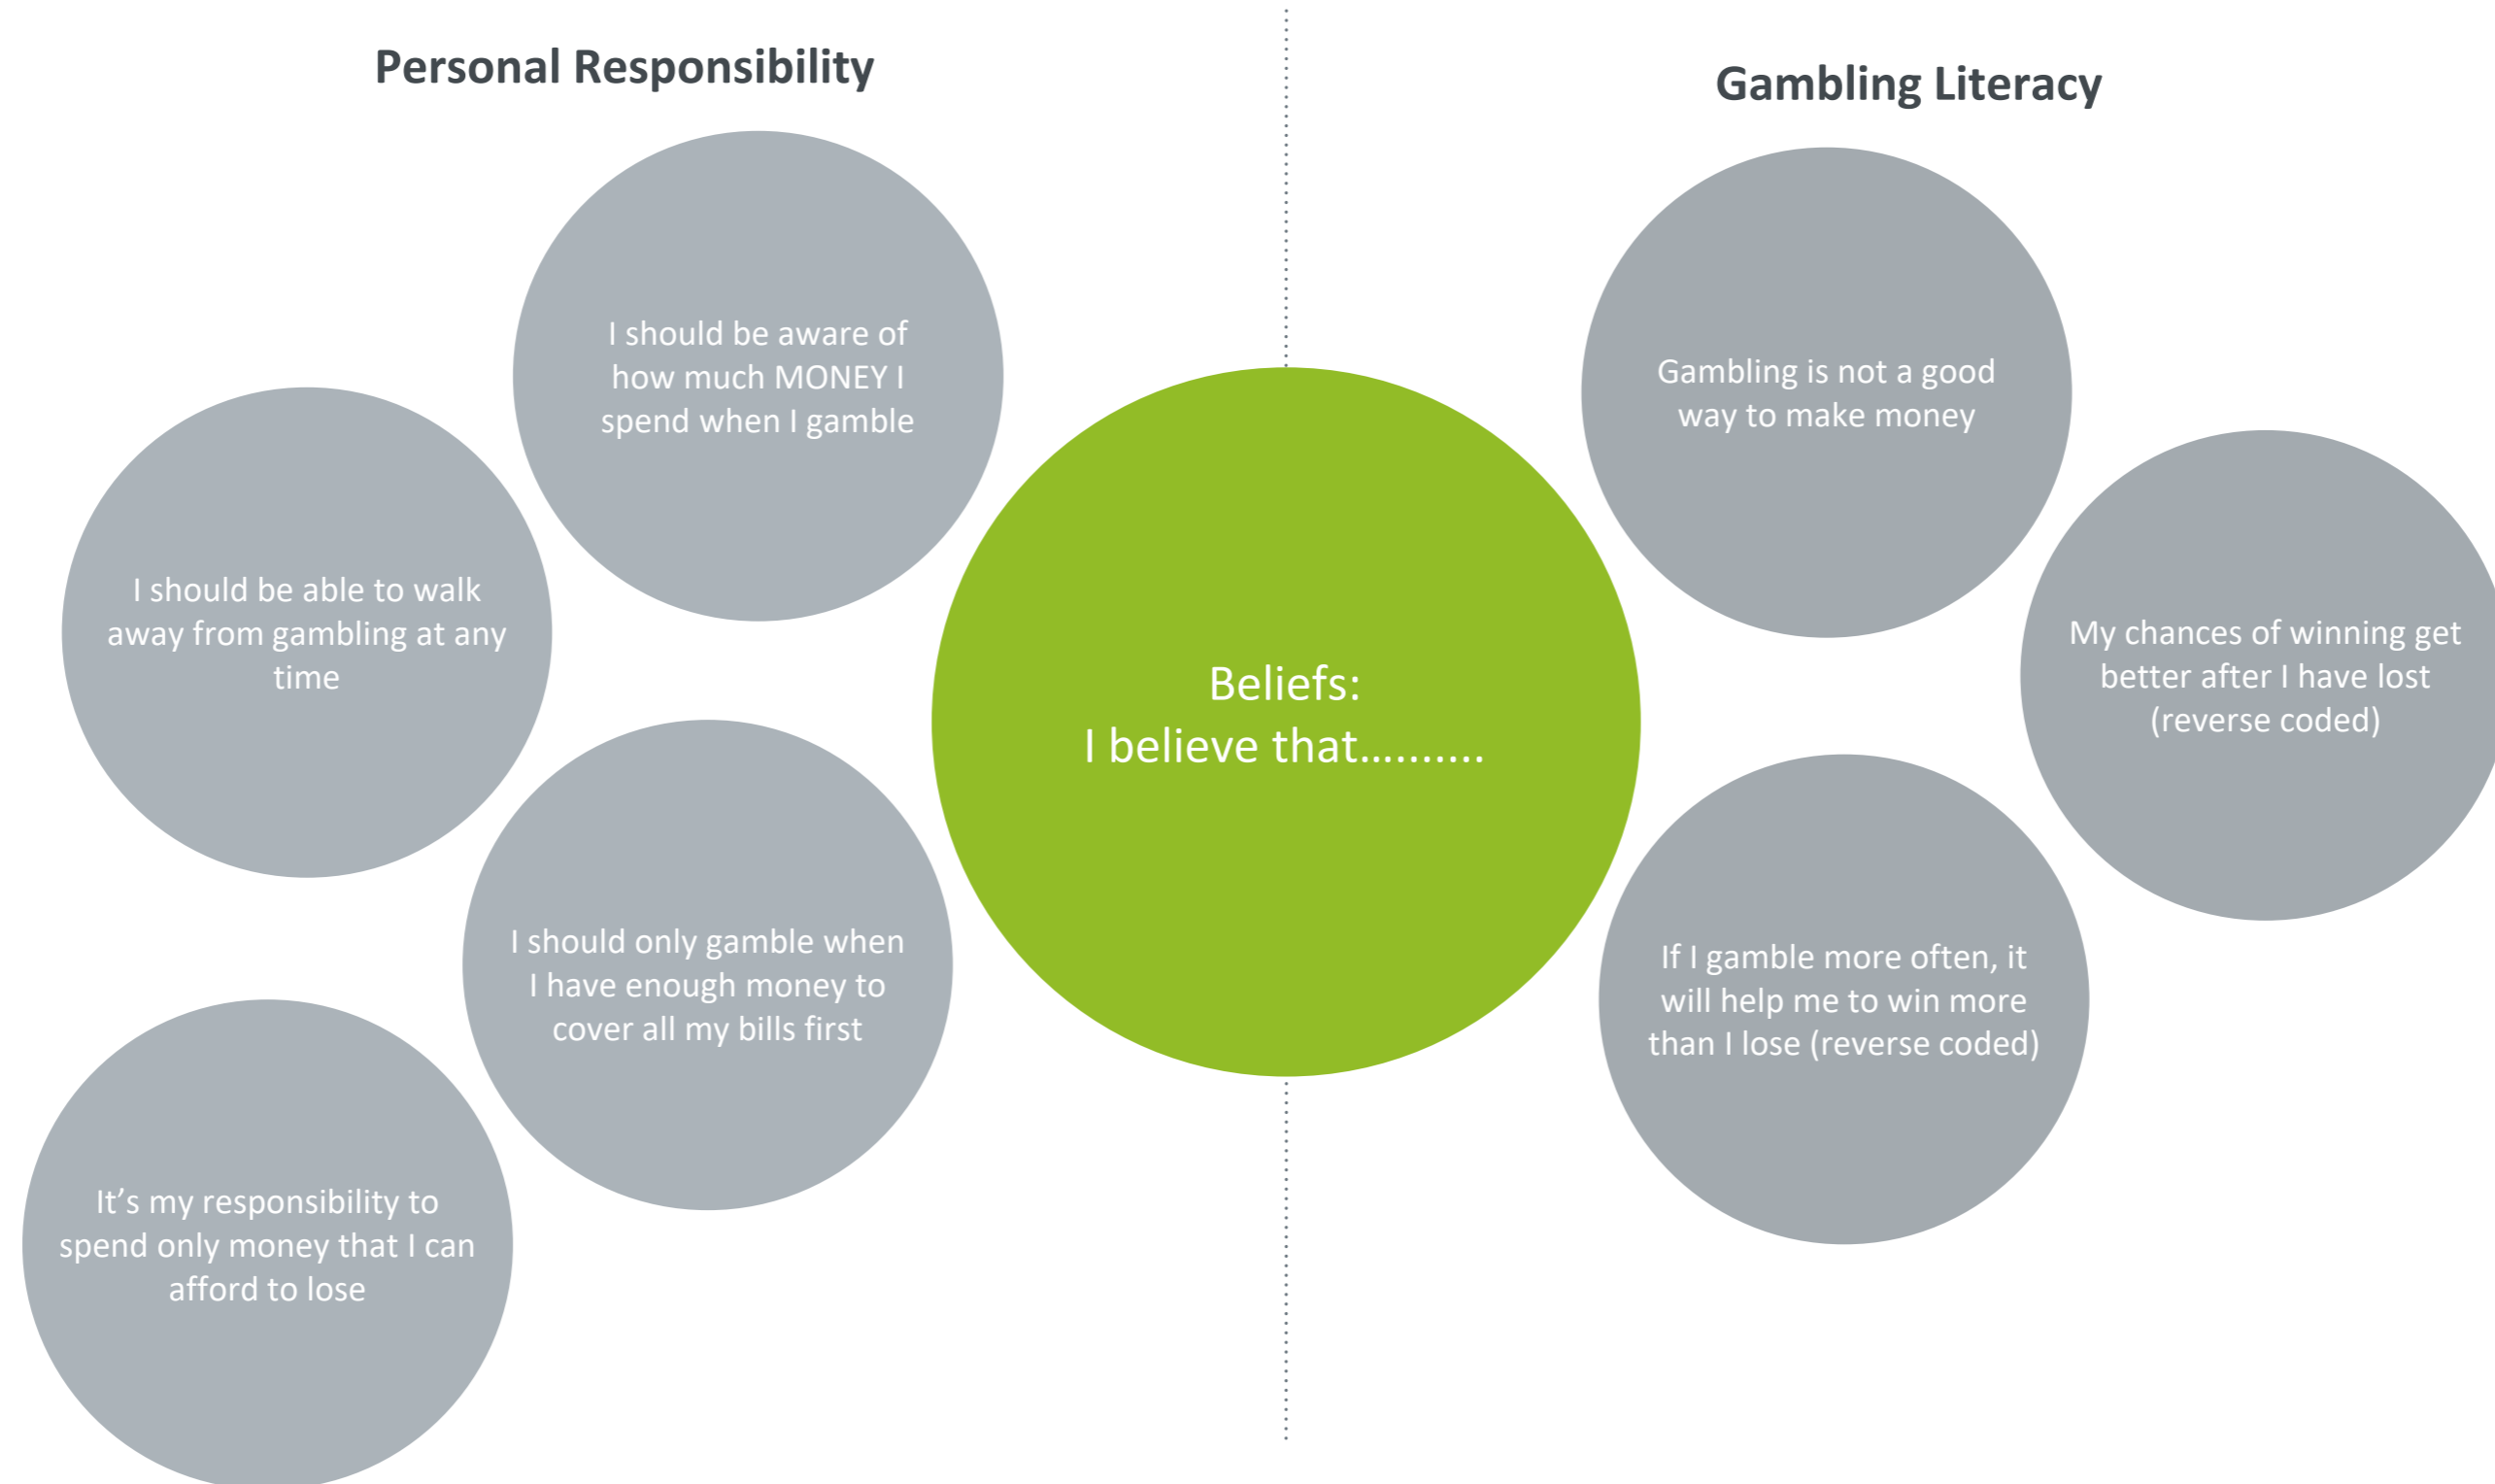 Personal Responsibility
I should be aware of
how much MONEY I
spend when I gamble
I should be able to walk
away from gambling at any
time
I should only gamble when
I have enough money to
cover all my bills first
It’s my responsibility to
spend only money that I can
afford to lose
Beliefs:
I believe that……….
Gambling Literacy
Gambling is not a good
way to make money
My chances of winning get
better after I have lost
(reverse coded)
If I gamble more often, it
will help me to win more
than I lose (reverse coded)